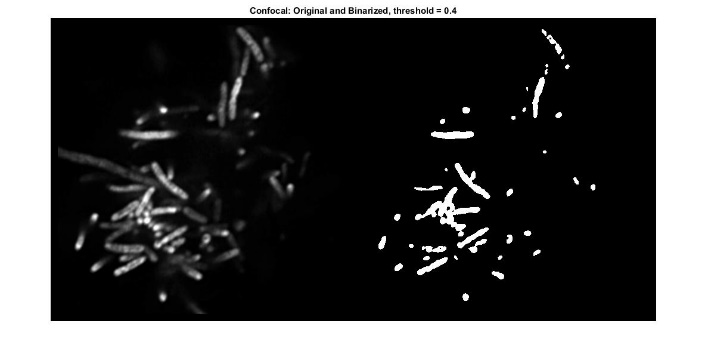 Confocal: Original and Binarized, threshold = 0.4